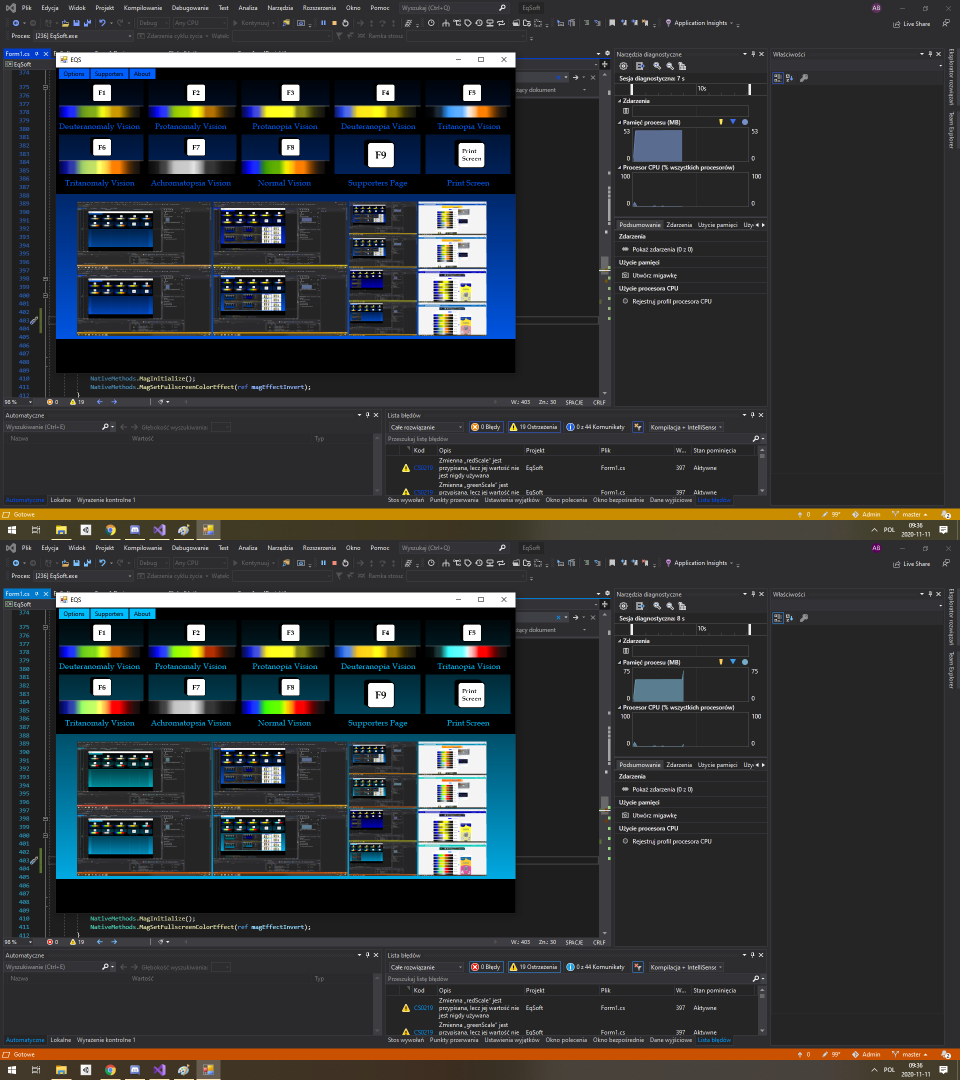 Plik Edycja Widok Projekt Kompilowanie Debugowanie Test Analiza Narzędzia Rozszerzenia Okno Pomoc Wyszukaj (Ctrl+Q) EqSoft AB
Debug Any CPU Kontynuuj Application Insights Live Share
Proces: [236] EqSoft.exe Zdarzenia cyklu życia Wątek: Ramka stosu:
Form1.cs
EqSoft
EQS
Options Supporters About
F1 F2 F3 F4 F5
Deuteranomaly Vision Protanomaly Vision Protanopia Vision Deuteranopia Vision Tritanopia Vision
F6 F7 F8 F9 Print Screen
Tritanomaly Vision Achromatopsia Vision Normal Vision Supporters Page Print Screen
NativeMethods.MagInitialize();
NativeMethods.MagSetFullscreenColorEffect(ref magEffectInvert);
}
98 % 0 19 W.: 403 Zn.: 30 SPACJE CRLF
Narzędzia diagnostyczne
Sesja diagnostyczna: 7 s
10s
Zdarzenia
Pamięć procesu (MB)
53 53
0 0
Procesor CPU (% wszystkich procesorów)
100 100
0 0
Podsumowanie Zdarzenia Użycie pamięci
Zdarzenia
Pokaż zdarzenia (0 z 0)
Użycie pamięci
Utwórz migawkę
Użycie procesora CPU
Rejestruj profil procesora CPU
Właściwości
Eksplorator rozwiązań
Team Explorer
Automatyczne
Wyszukiwanie (Ctrl+E) Głębokość wyszukiwania:
Nazwa Wartość Typ
Automatyczne Lokalne Wyrażenie kontrolne 1
Lista błędów
Całe rozwiązanie 0 Błędy 19 Ostrzeżenia 0 z 44 Komunikaty Kompilacja + IntelliSense
Przeszukaj listę błędów
Kod Opis Projekt Plik W... Stan pominięcia
CS0219 Zmienna „redScale" jest przypisana, lecz jej wartość nie jest nigdy używana EqSoft Form1.cs 397 Aktywne
CS0219 Zmienna „greenScale" jest przypisana, lecz jej wartość nie EqSoft Form1.cs 397 Aktywne
Stos wywołań Punkty przerwania Ustawienia wyjątków Okno polecenia Okno bezpośrednie Dane wyjściowe Lista błędów
Gotowe 0 99+ Admin master 2
POL 09:36
2020-11-11
Plik Edycja Widok Projekt Kompilowanie Debugowanie Test Analiza Narzędzia Rozszerzenia Okno Pomoc Wyszukaj (Ctrl+Q) EqSoft AB
Debug Any CPU Kontynuuj Application Insights Live Share
Proces: [236] EqSoft.exe Zdarzenia cyklu życia Wątek: Ramka stosu:
Form1.cs
EqSoft
EQS
Options Supporters About
F1 F2 F3 F4 F5
Deuteranomaly Vision Protanomaly Vision Protanopia Vision Deuteranopia Vision Tritanopia Vision
F6 F7 F8 F9 Print Screen
Tritanomaly Vision Achromatopsia Vision Normal Vision Supporters Page Print Screen
NativeMethods.MagInitialize();
NativeMethods.MagSetFullscreenColorEffect(ref magEffectInvert);
98 % 0 19 W.: 403 Zn.: 30 SPACJE CRLF
Narzędzia diagnostyczne
Sesja diagnostyczna: 8 s
10s
Zdarzenia
Pamięć procesu (MB)
75 75
0 0
Procesor CPU (% wszystkich procesorów)
100 100
0 0
Podsumowanie Zdarzenia Użycie pamięci
Zdarzenia
Pokaż zdarzenia (0 z 0)
Użycie pamięci
Utwórz migawkę
Użycie procesora CPU
Rejestruj profil procesora CPU
Właściwości
Eksplorator rozwiązań
Team Explorer
Automatyczne
Wyszukiwanie (Ctrl+E) Głębokość wyszukiwania:
Nazwa Wartość Typ
Automatyczne Lokalne Wyrażenie kontrolne 1
Lista błędów
Całe rozwiązanie 0 Błędy 19 Ostrzeżenia 0 z 44 Komunikaty Kompilacja + IntelliSense
Przeszukaj listę błędów
Kod Opis Projekt Plik W... Stan pominięcia
CS0219 Zmienna „redScale" jest przypisana, lecz jej wartość nie jest nigdy używana EqSoft Form1.cs 397 Aktywne
CS0219 Zmienna „greenScale" jest przypisana, lecz jej wartość nie EqSoft Form1.cs 397 Aktywne
Stos wywołań Punkty przerwania Ustawienia wyjątków Okno polecenia Okno bezpośrednie Dane wyjściowe Lista błędów
Gotowe 0 99+ Admin master 2
POL 09:36
2020-11-11